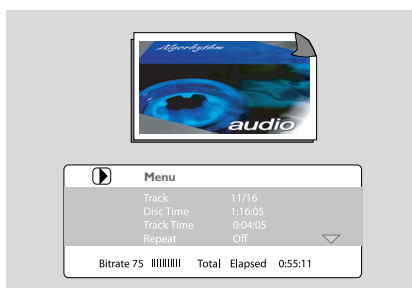 Algorhythm
audio
Menu
Track 11/16
Disc Time 1:16:05
Track Time 0:04:05
Repeat Off
Bitrate 75 Total Elapsed 0:55:11